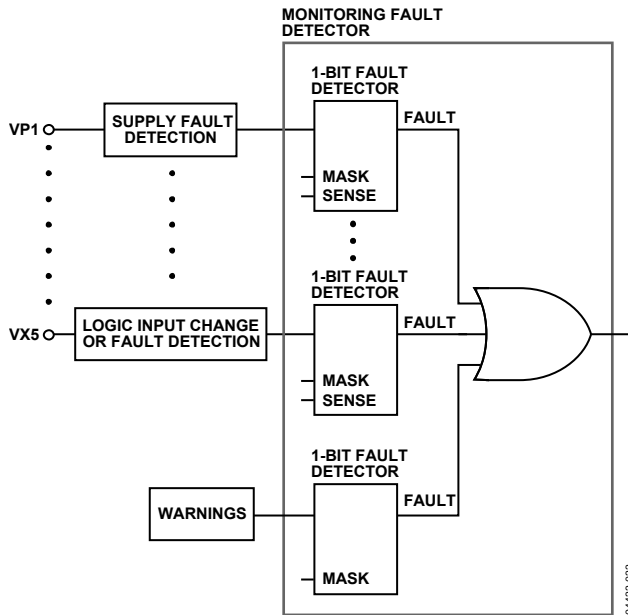 MONITORING FAULT
DETECTOR
1-BIT FAULT
DETECTOR
VP1
SUPPLY FAULT
DETECTION
FAULT
MASK
SENSE
1-BIT FAULT
DETECTOR
VX5
LOGIC INPUT CHANGE
OR FAULT DETECTION
FAULT
MASK
SENSE
1-BIT FAULT
DETECTOR
WARNINGS
FAULT
MASK